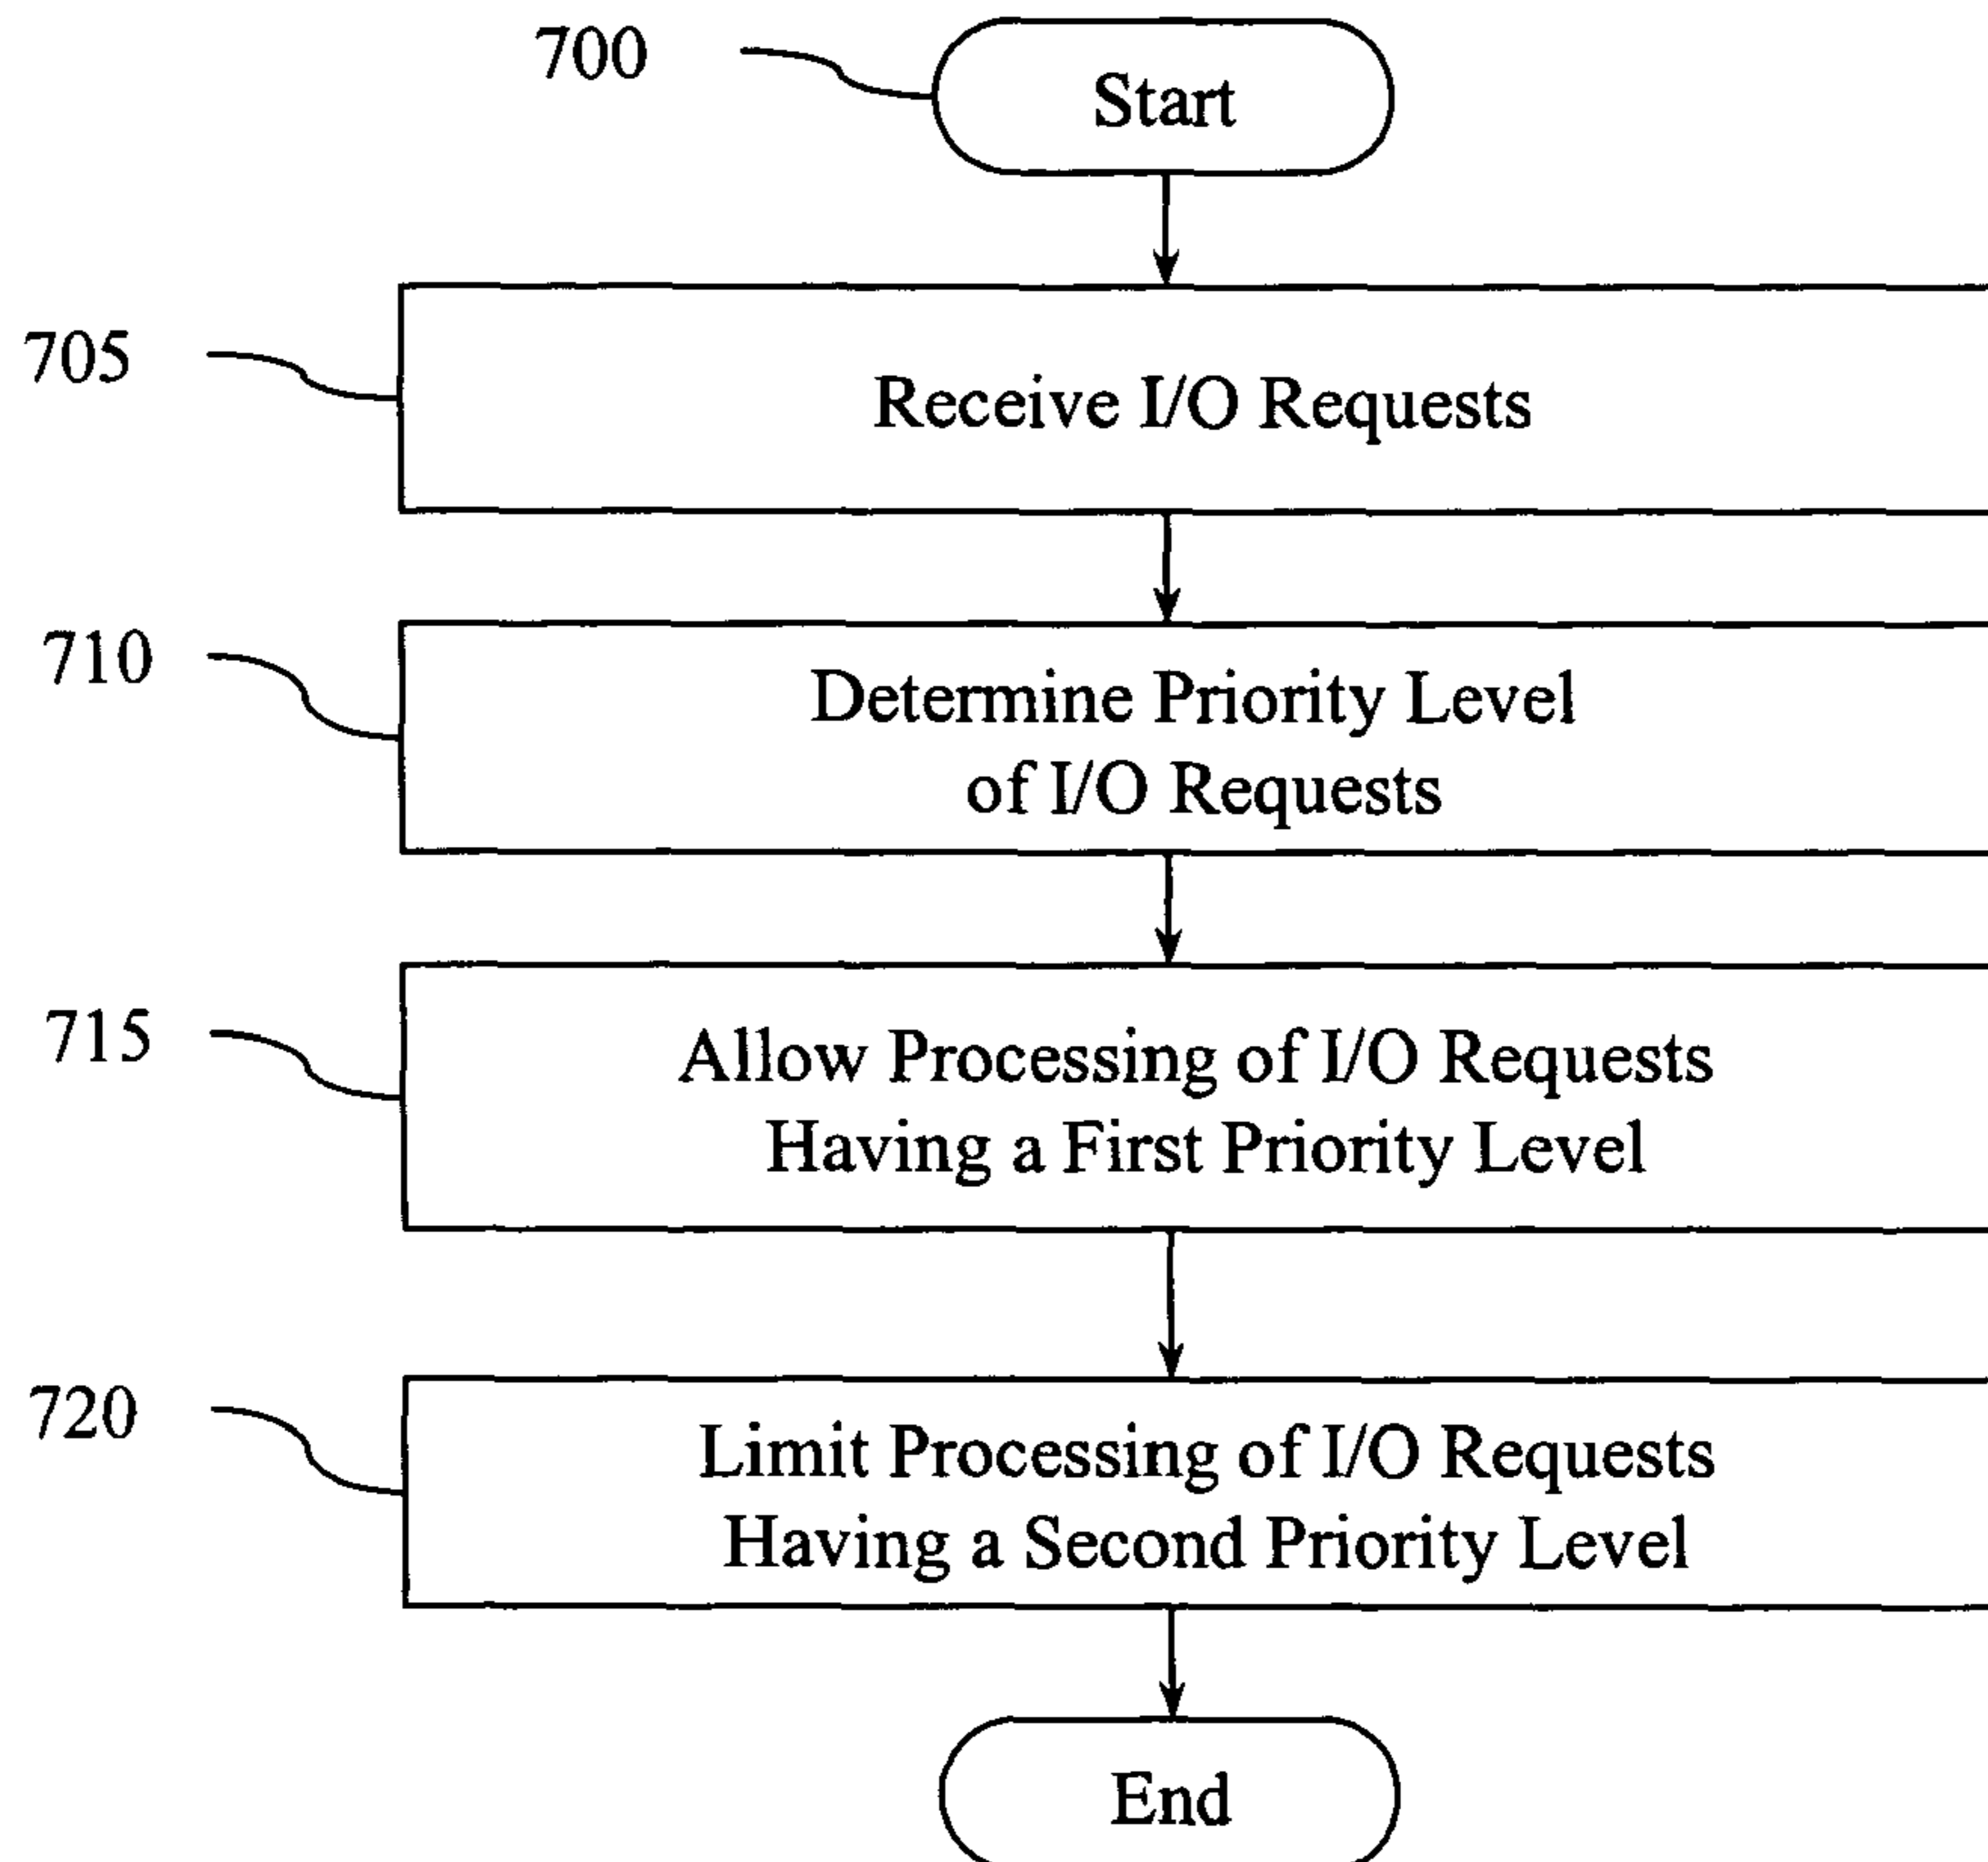 700
Start
705
Receive I/O Requests
710
Determine Priority Level
of I/O Requests
715
Allow Processing of I/O Requests
Having a First Priority Level
720
Limit Processing of I/O Requests
Having a Second Priority Level
End